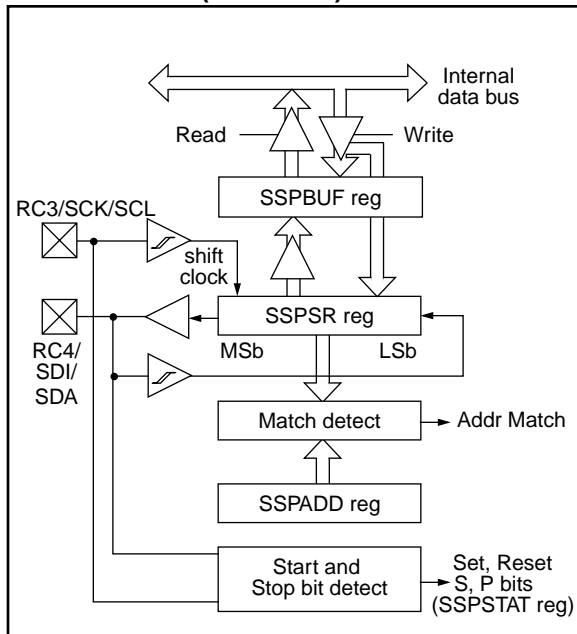 Internal
data bus
Read
Write
SSPBUF reg
RC3/SCK/SCL
shift
clock
SSPSR reg
MSb
LSb
RC4/
SDI/
SDA
Match detect
Addr Match
SSPADD reg
Start and
Stop bit detect
Set, Reset
S, P bits
(SSPSTAT reg)